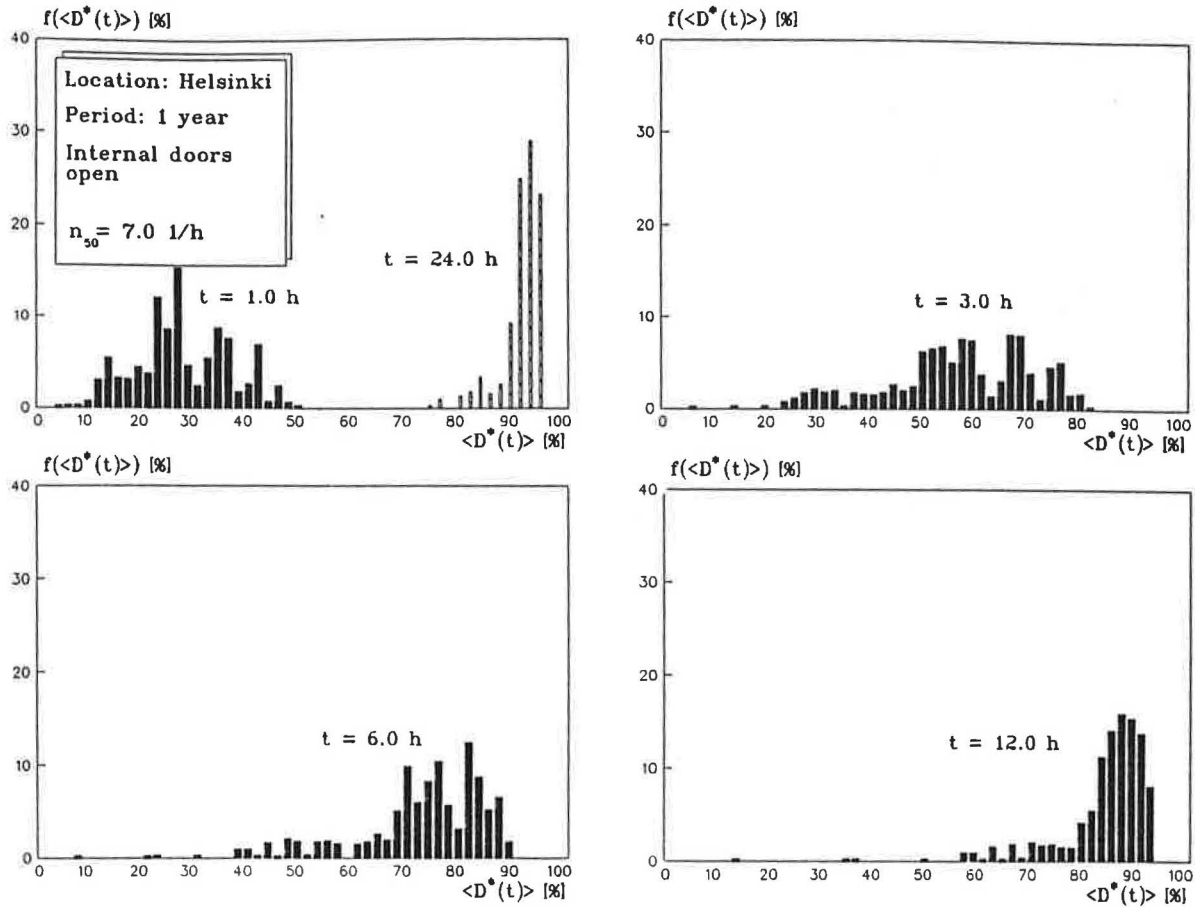 f(<D*(t)>) [%]
40
30
20
10
0
Location: Helsinki
Period: 1 year
Internal doors
open
n₅₀= 7.0 1/h
t = 1.0 h
t = 24.0 h
0 10 20 30 40 50 60 70 80 90 100
<D*(t)> [%]
f(<D*(t)>) [%]
40
30
20
10
0
t = 3.0 h
0 10 20 30 40 50 60 70 80 90 100
<D*(t)> [%]
f(<D*(t)>) [%]
40
30
20
10
0
t = 6.0 h
0 10 20 30 40 50 60 70 80 90 100
<D*(t)> [%]
f(<D*(t)>) [%]
40
30
20
10
0
t = 12.0 h
0 10 20 30 40 50 60 70 80 90 100
<D*(t)> [%]